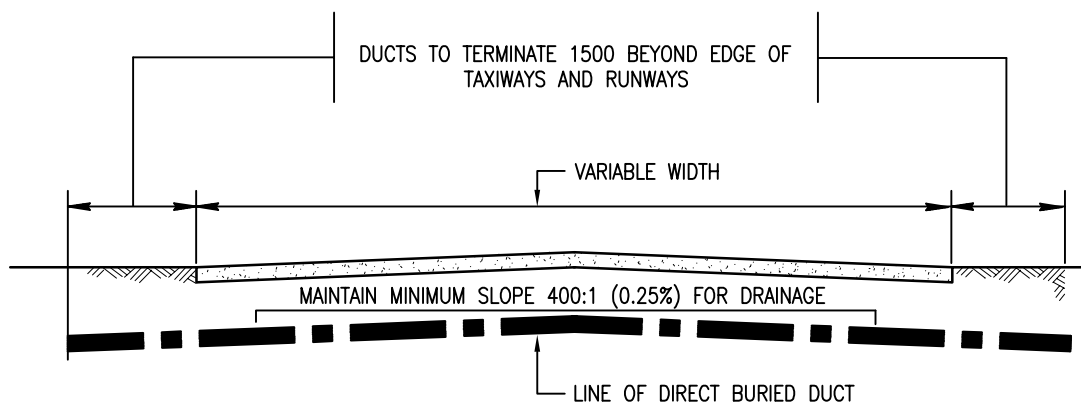 DUCTS TO TERMINATE 1500 BEYOND EDGE OF
TAXIWAYS AND RUNWAYS
VARIABLE WIDTH
MAINTAIN MINIMUM SLOPE 400:1 (0.25%) FOR DRAINAGE
LINE OF DIRECT BURIED DUCT